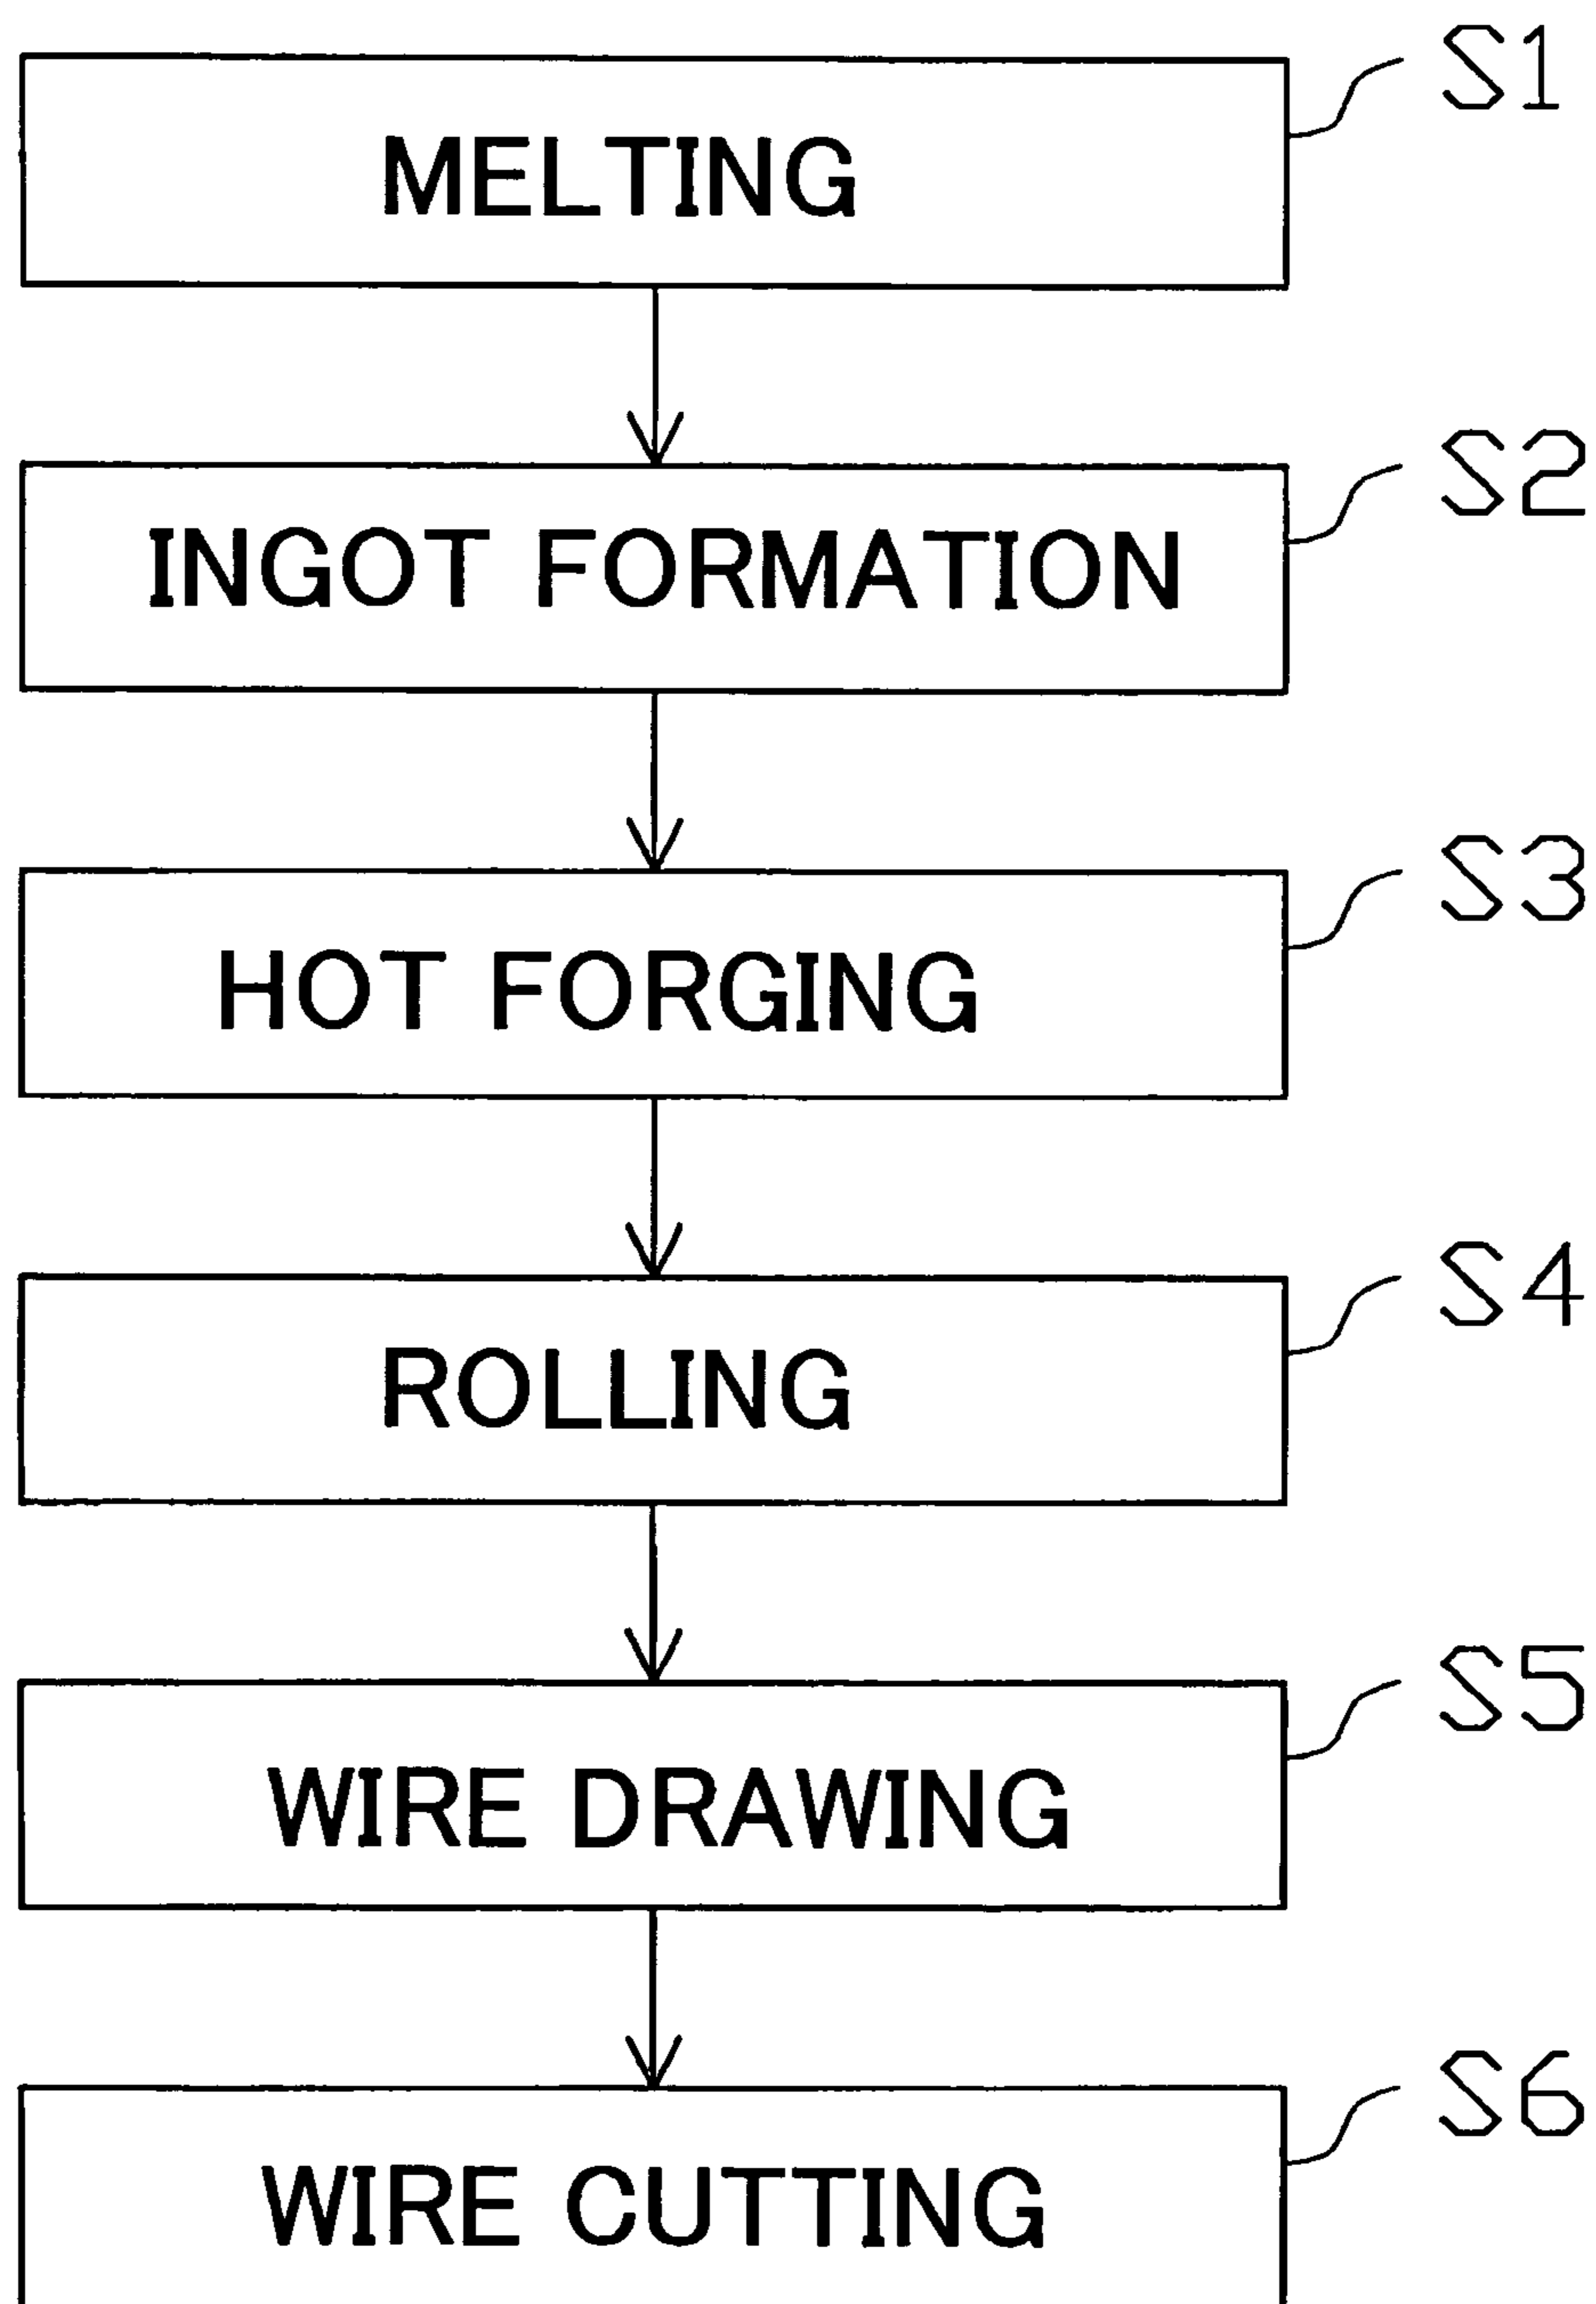 S1
MELTING
S2
INGOT FORMATION
S3
HOT FORGING
S4
ROLLING
S5
WIRE DRAWING
S6
WIRE CUTTING